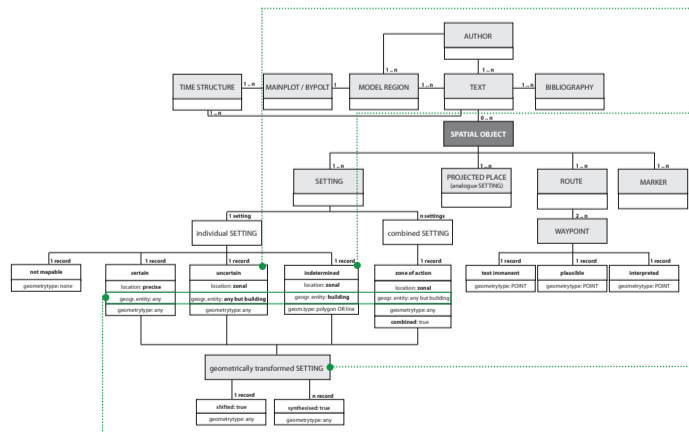 AUTHOR
1 .. n
1 .. n
TIME STRUCTURE
1 .. n
MAINPLOT / BYPOLT
1
MODEL REGION
1 .. n
TEXT
1 .. n
BIBLIOGRAPHY
1 .. n
0 .. n
SPATIAL OBJECT
1 .. n
1 .. n
1 .. n
1 .. n
SETTING
PROJECTED PLACE
(analogue SETTING)
ROUTE
MARKER
2 .. n
1 setting
n settings
individual SETTING
combined SETTING
WAYPOINT
1 record
1 record
1 record
1 record
1 record
1 record
1 record
1 record
not mapable
geometrytype: none
certain
location: precise
geogr. entity: any
geometrytype: any
uncertain
location: zonal
geogr. entity: any but building
geometrytype: any
indetermined
location: zonal
geogr. entity: building
geom.type: polygon OR line
zone of action
location: zonal
geogr. entity: any but building
geometrytype: any
combined: true
text immanent
geometrytype: POINT
plausible
geometrytype: POINT
interpreted
geometrytype: POINT
geometrically transformed SETTING
1 record
n record
shifted: true
geometrytype: any
synthesised: true
geometrytype: any